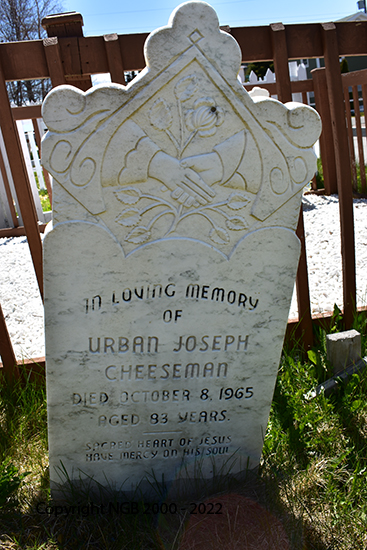 IN LOVING MEMORY
OF
URBAN JOSEPH
CHEESEMAN
DIED OCTOBER 8, 1965
AGED 83 YEARS.
SACRED HEART OF JESUS
HAVE MERCY ON HIS SOUL
Copyright NGB 2000 - 2022